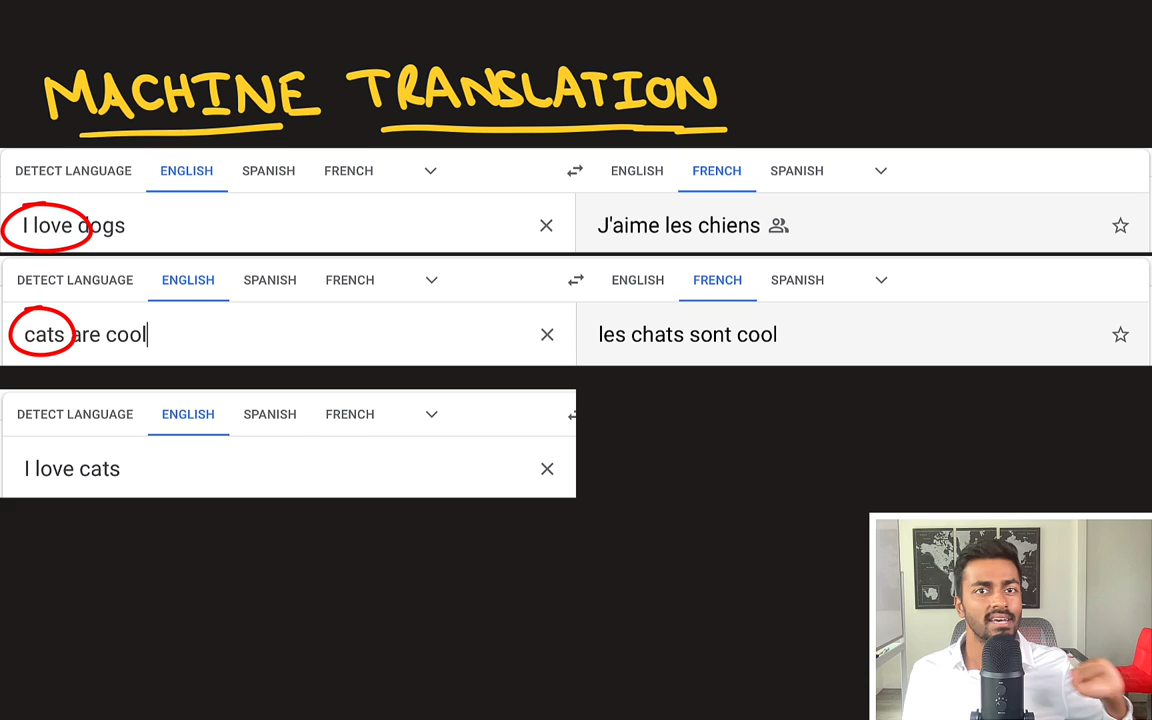 MACHINE TRANSLATION
DETECT LANGUAGE ENGLISH SPANISH FRENCH ENGLISH FRENCH SPANISH
I love dogs J'aime les chiens
DETECT LANGUAGE ENGLISH SPANISH FRENCH ENGLISH FRENCH SPANISH
cats are cool les chats sont cool
DETECT LANGUAGE ENGLISH SPANISH FRENCH
I love cats